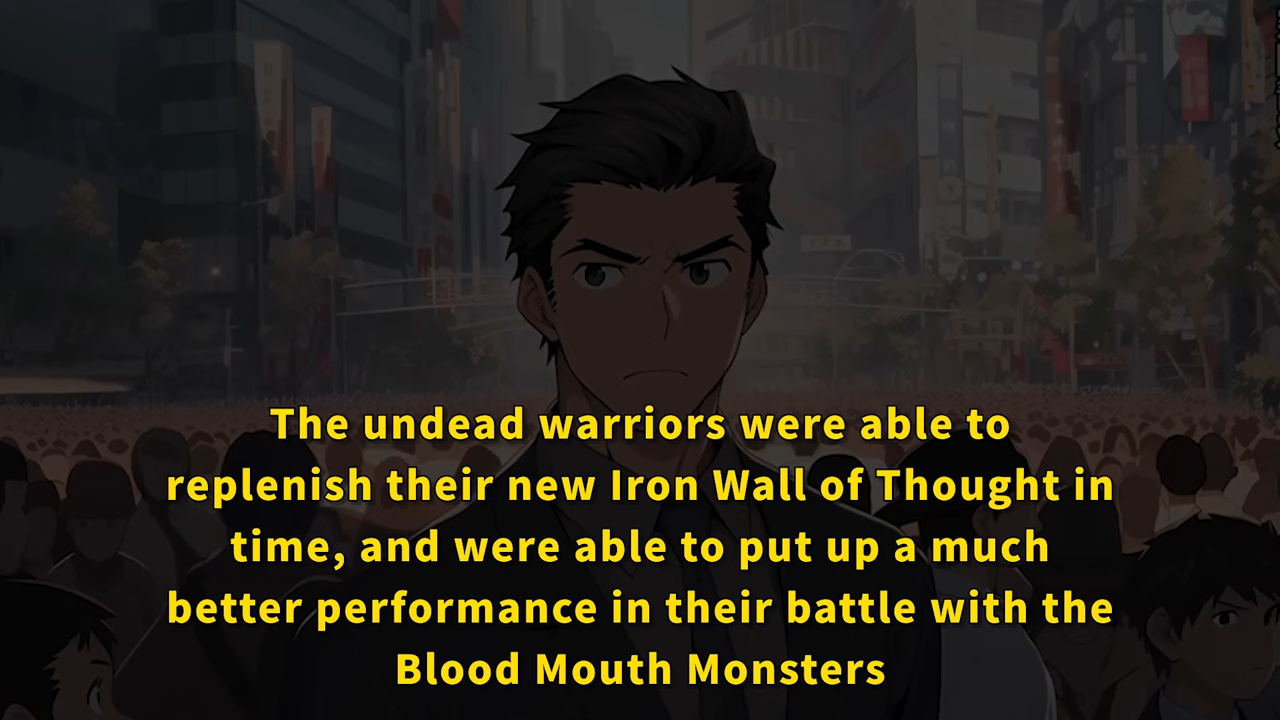 The undead warriors were able to
replenish their new Iron Wall of Thought in
time, and were able to put up a much
better performance in their battle with the
Blood Mouth Monsters